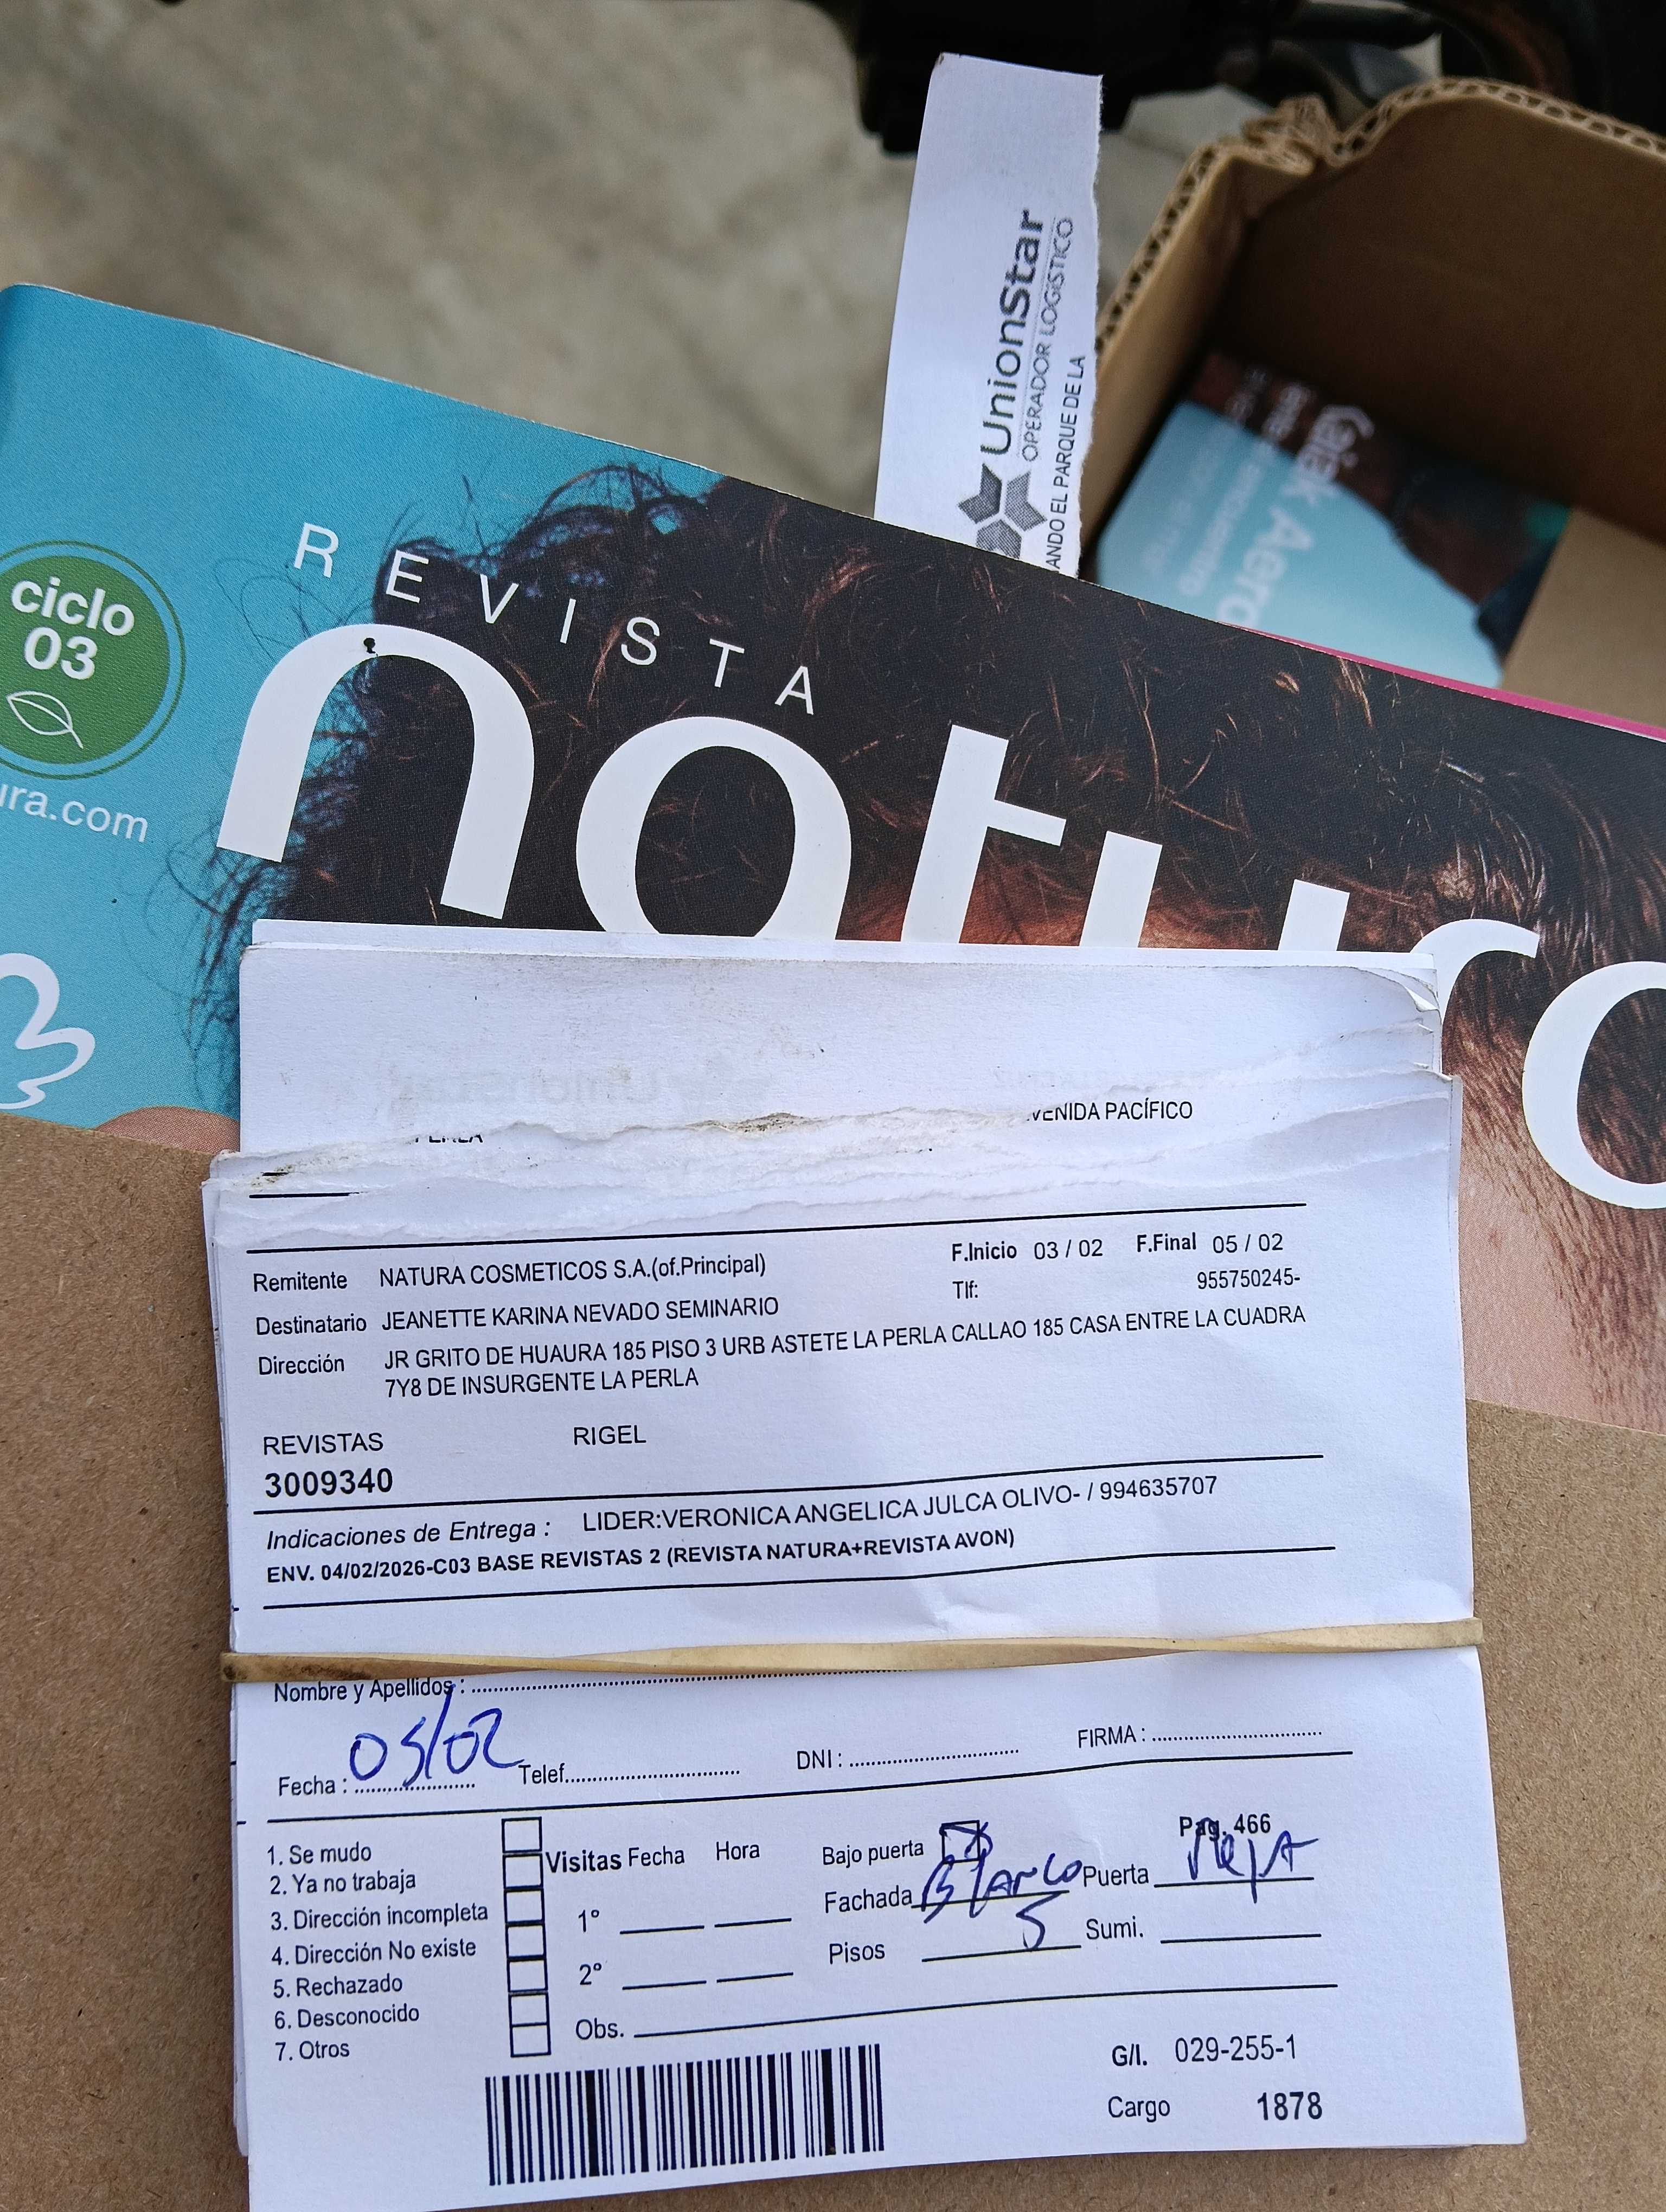 UnionStar
OPERADOR LOGíSTICO
ANDO EL PARQUE DE LA
ciclo
03
ura.com
REVISTA
natura
Kaiak Aero
VENIDA PACÍFICO
PERLA
Remitente NATURA COSMETICOS S.A.(of.Principal) F.Inicio 03 / 02 F.Final 05 / 02
Tlf: 955750245-
Destinatario JEANETTE KARINA NEVADO SEMINARIO
Dirección JR GRITO DE HUAURA 185 PISO 3 URB ASTETE LA PERLA CALLAO 185 CASA ENTRE LA CUADRA
7Y8 DE INSURGENTE LA PERLA
REVISTAS RIGEL
3009340
Indicaciones de Entrega : LIDER:VERONICA ANGELICA JULCA OLIVO- / 994635707
ENV. 04/02/2026-C03 BASE REVISTAS 2 (REVISTA NATURA+REVISTA AVON)
Nombre y Apellidos :
Fecha : 05/02 Telef. DNI : FIRMA :
Pag. 466
1. Se mudo
2. Ya no trabaja
3. Dirección incompleta
4. Dirección No existe
5. Rechazado
6. Desconocido
7. Otros
Visitas Fecha Hora
1°
2°
Obs.
Bajo puerta
Fachada Blanco Puerta Reja
Pisos 5 Sumi.
G/I. 029-255-1
Cargo 1878